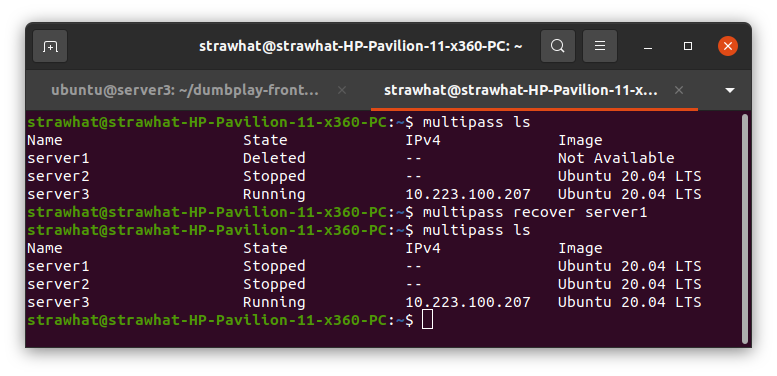 strawhat@strawhat-HP-Pavilion-11-x360-PC: ~
ubuntu@server3: ~/dumbplay-front...
strawhat@strawhat-HP-Pavilion-11-x...
strawhat@strawhat-HP-Pavilion-11-x360-PC:~$ multipass ls
Name State IPv4 Image
server1 Deleted -- Not Available
server2 Stopped -- Ubuntu 20.04 LTS
server3 Running 10.223.100.207 Ubuntu 20.04 LTS
strawhat@strawhat-HP-Pavilion-11-x360-PC:~$ multipass recover server1
strawhat@strawhat-HP-Pavilion-11-x360-PC:~$ multipass ls
Name State IPv4 Image
server1 Stopped -- Ubuntu 20.04 LTS
server2 Stopped -- Ubuntu 20.04 LTS
server3 Running 10.223.100.207 Ubuntu 20.04 LTS
strawhat@strawhat-HP-Pavilion-11-x360-PC:~$